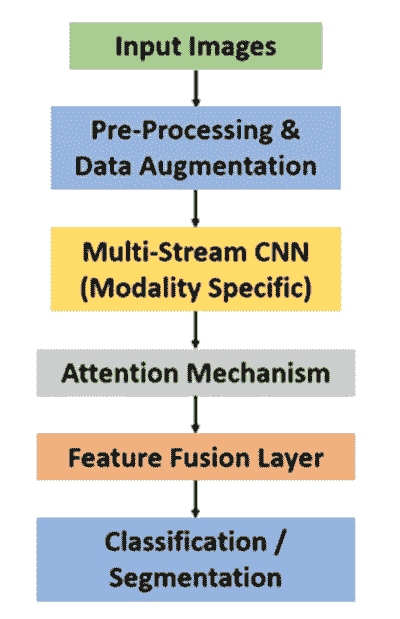 Input Images
Pre-Processing &
Data Augmentation
Multi-Stream CNN
(Modality Specific)
Attention Mechanism
Feature Fusion Layer
Classification /
Segmentation